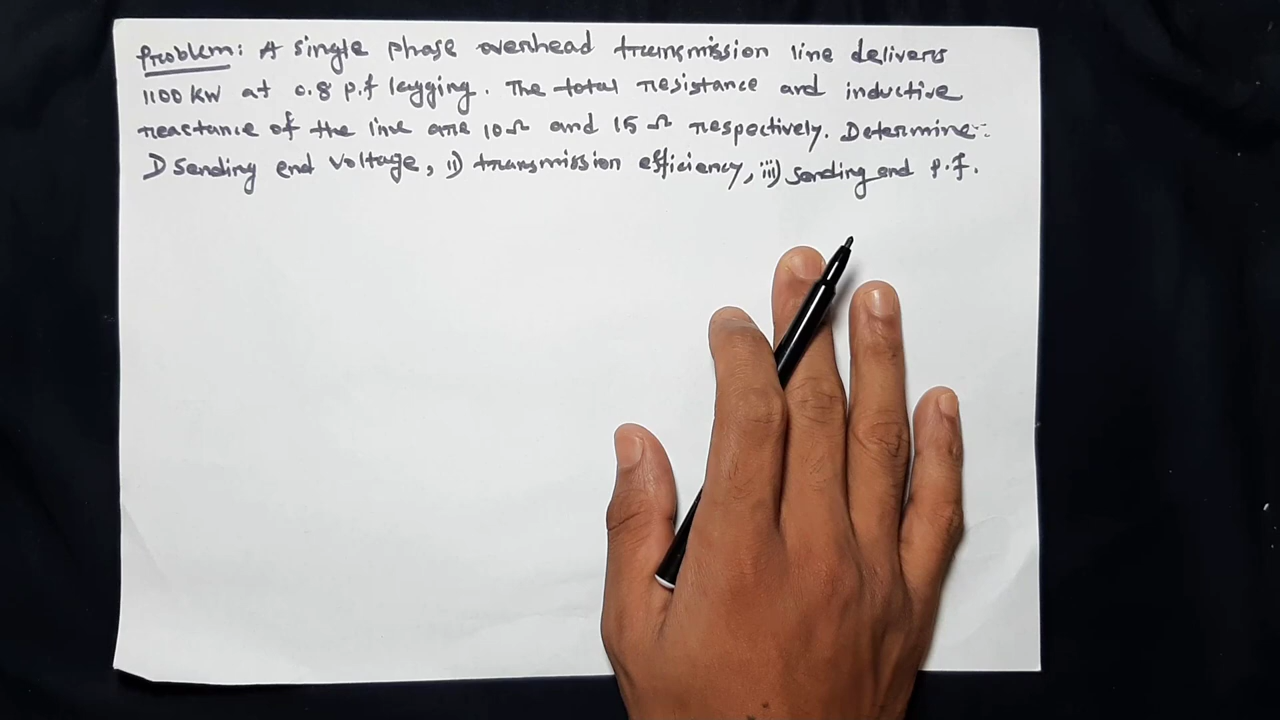 Problem: A single phase overhead transmission line delivers
1100 kW at 0.8 p.f lagging. The total resistance and inductive
reactance of the line are 10Ω and 15 Ω respectively. Determine:
i) Sending end voltage, ii) transmission efficiency, iii) sending end p.f.